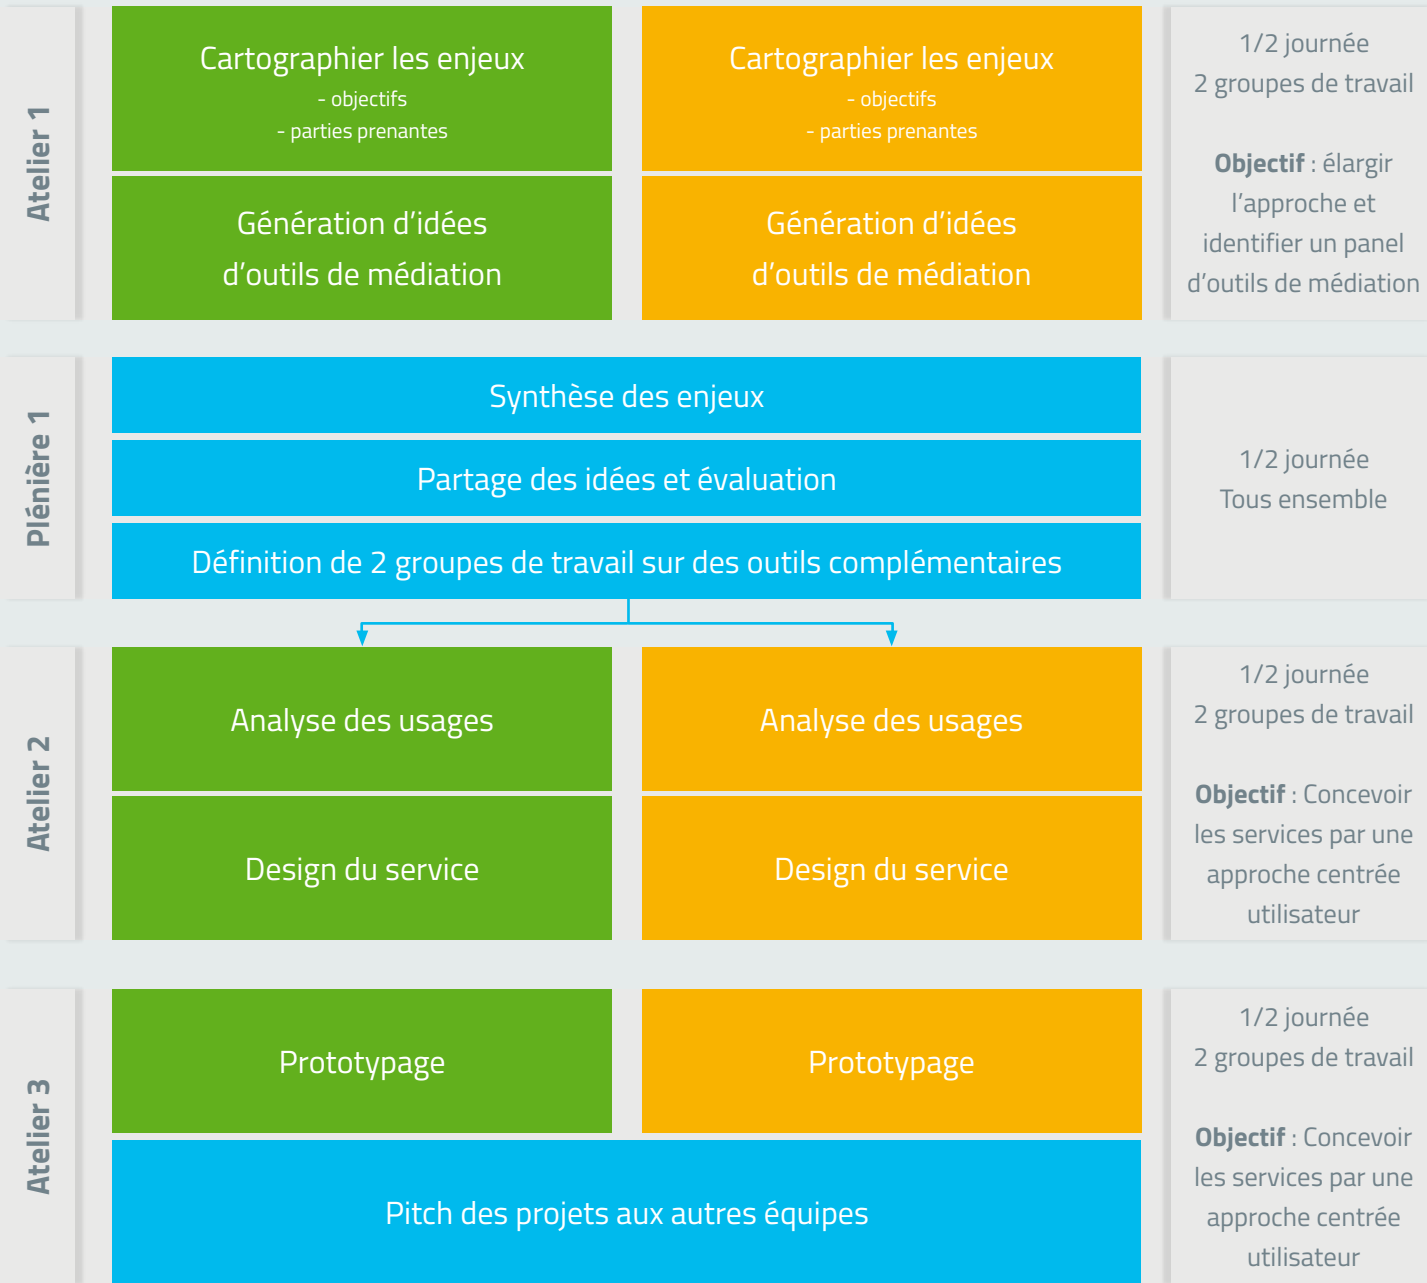 Atelier 1
Cartographier les enjeux
- objectifs
- parties prenantes
Génération d’idées
d’outils de médiation
Cartographier les enjeux
- objectifs
- parties prenantes
Génération d’idées
d’outils de médiation
1/2 journée
2 groupes de travail
Objectif : élargir
l’approche et
identifier un panel
d’outils de médiation
Plénière 1
Synthèse des enjeux
Partage des idées et évaluation
Définition de 2 groupes de travail sur des outils complémentaires
1/2 journée
Tous ensemble
Atelier 2
Analyse des usages
Design du service
Analyse des usages
Design du service
1/2 journée
2 groupes de travail
Objectif : Concevoir
les services par une
approche centrée
utilisateur
Atelier 3
Prototypage
Prototypage
Pitch des projets aux autres équipes
1/2 journée
2 groupes de travail
Objectif : Concevoir
les services par une
approche centrée
utilisateur